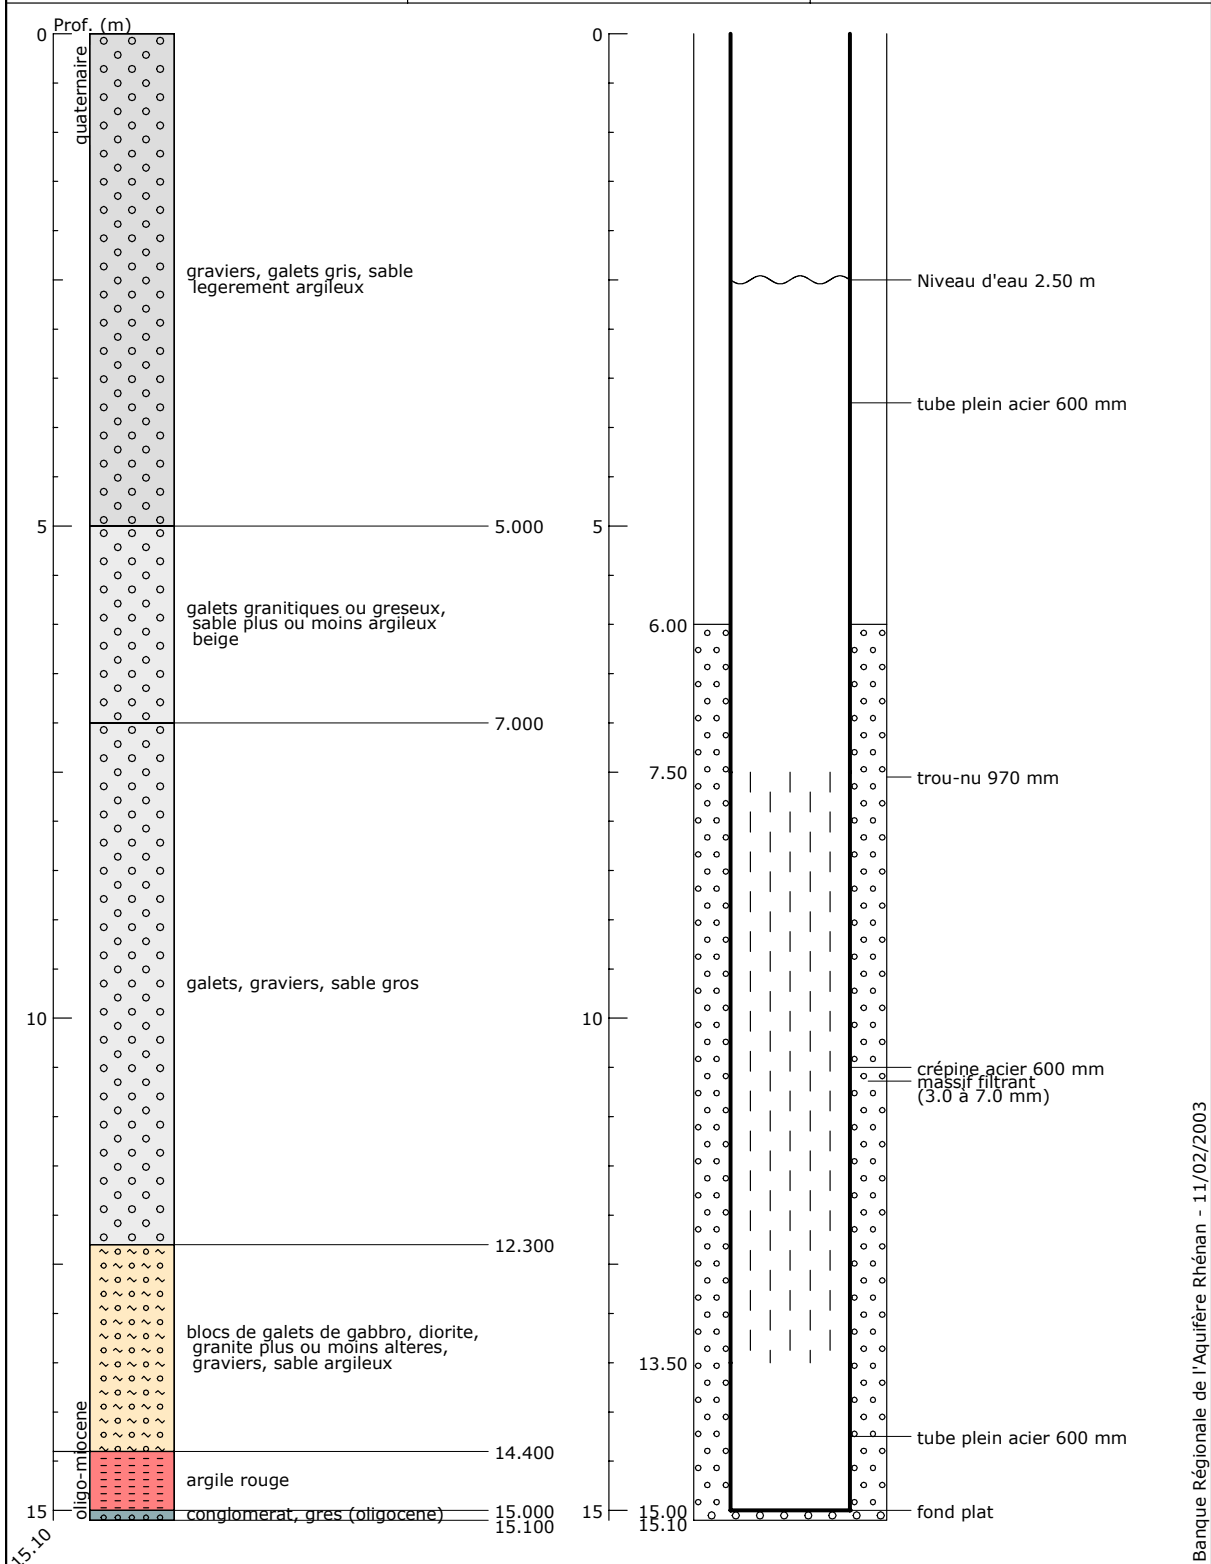 Prof. (m)
0
quaternaire
graviers, galets gris, sable
legerement argileux
5
5.000
galets granitiques ou greseux,
sable plus ou moins argileux
beige
7.000
galets, graviers, sable gros
10
12.300
blocs de galets de gabbro, diorite,
granite plus ou moins alteres,
graviers, sable argileux
14.400
oligo-miocene
argile rouge
15
15.000
conglomerat, gres (oligocene)
15.100
15.10
0
Niveau d'eau 2.50 m
tube plein acier 600 mm
5
6.00
7.50
trou-nu 970 mm
10
crépine acier 600 mm
massif filtrant
(3.0 à 7.0 mm)
13.50
tube plein acier 600 mm
15
15.00
fond plat
15.10
Banque Régionale de l'Aquifère Rhénan - 11/02/2003